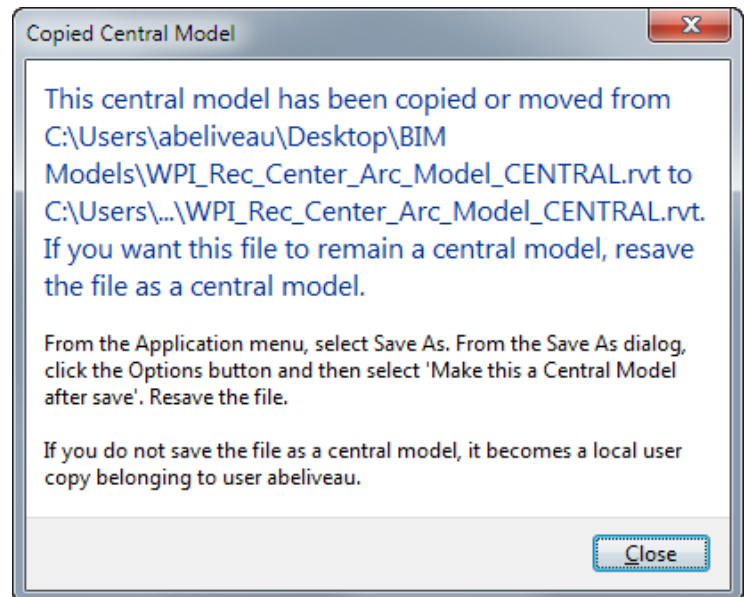 Copied Central Model
This central model has been copied or moved from
C:\Users\abeliveau\Desktop\BIM
Models\WPI_Rec_Center_Arc_Model_CENTRAL.rvt to
C:\Users\...\WPI_Rec_Center_Arc_Model_CENTRAL.rvt.
If you want this file to remain a central model, resave
the file as a central model.
From the Application menu, select Save As. From the Save As dialog,
click the Options button and then select 'Make this a Central Model
after save'. Resave the file.
If you do not save the file as a central model, it becomes a local user
copy belonging to user abeliveau.
Close